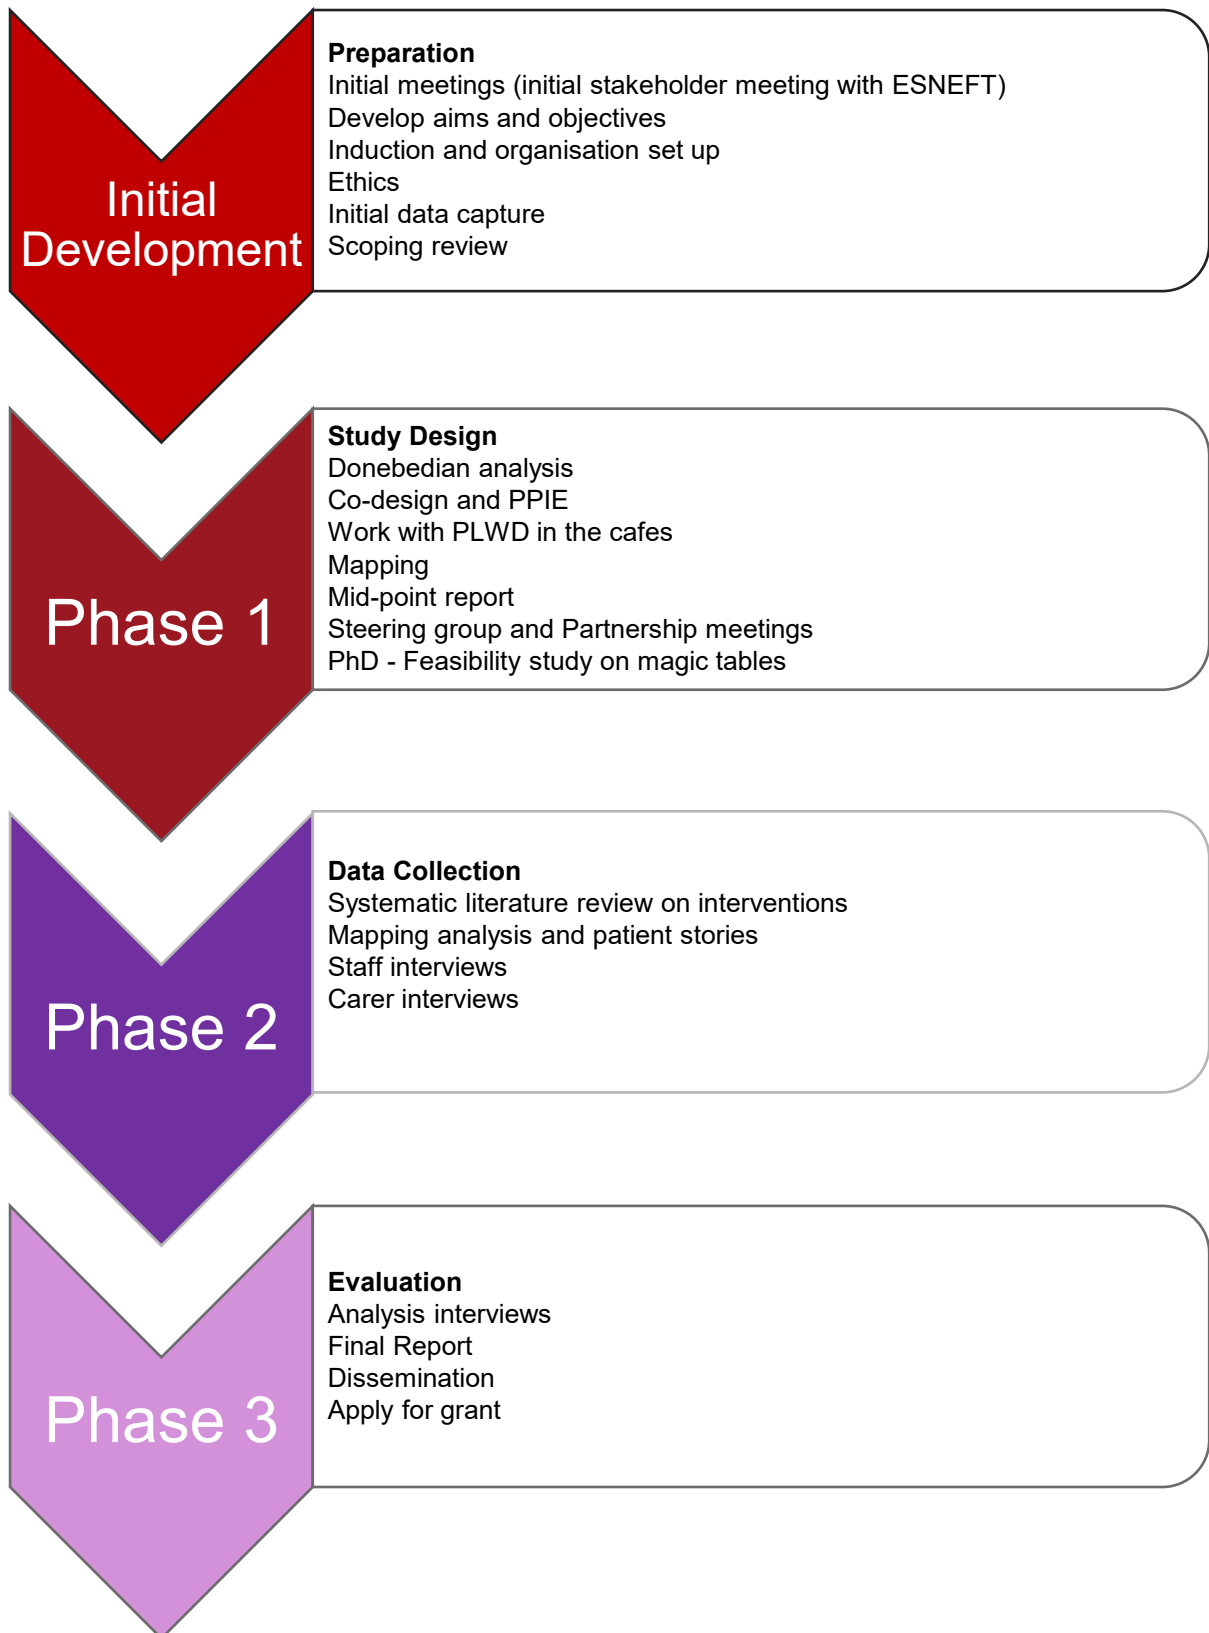 Initial
Development
Preparation
Initial meetings (initial stakeholder meeting with ESNEFT)
Develop aims and objectives
Induction and organisation set up
Ethics
Initial data capture
Scoping review
Phase 1
Study Design
Donebedian analysis
Co-design and PPIE
Work with PLWD in the cafes
Mapping
Mid-point report
Steering group and Partnership meetings
PhD - Feasibility study on magic tables
Phase 2
Data Collection
Systematic literature review on interventions
Mapping analysis and patient stories
Staff interviews
Carer interviews
Phase 3
Evaluation
Analysis interviews
Final Report
Dissemination
Apply for grant